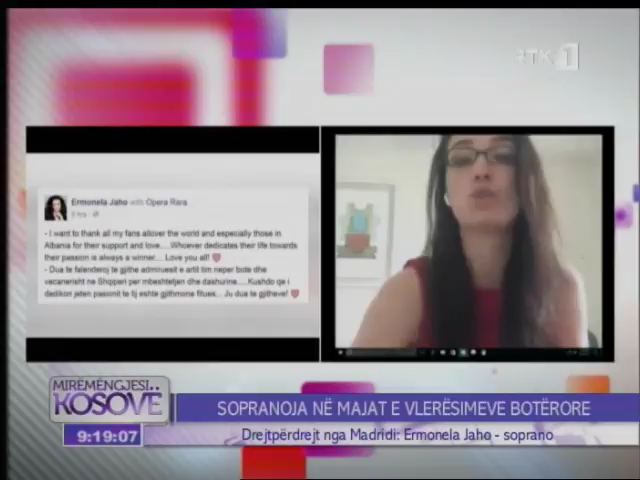 RTK 1
Ermonela Jaho with Opera Rara
- I want to thank all my fans allover the world and especially those in
Albania for their support and love....Whoever dedicates their life towards
their passion is always a winner.... Love you all!
- Dua te falenderoj te gjithe admiruesit e artit tim neper bote dhe
vecanerisht ne Shqiperi per mbeshtetjen dhe dashurine....Kushdo qe i
dedikon jeten pasionit te tij eshte gjithmone fitues... Ju dua te gjitheve!
MIRËMËNGJESI..
KOSOVË
9:19:07
SOPRANOJA NË MAJAT E VLERËSIMEVE BOTËRORE
Drejtpërdrejt nga Madridi: Ermonela Jaho - soprano